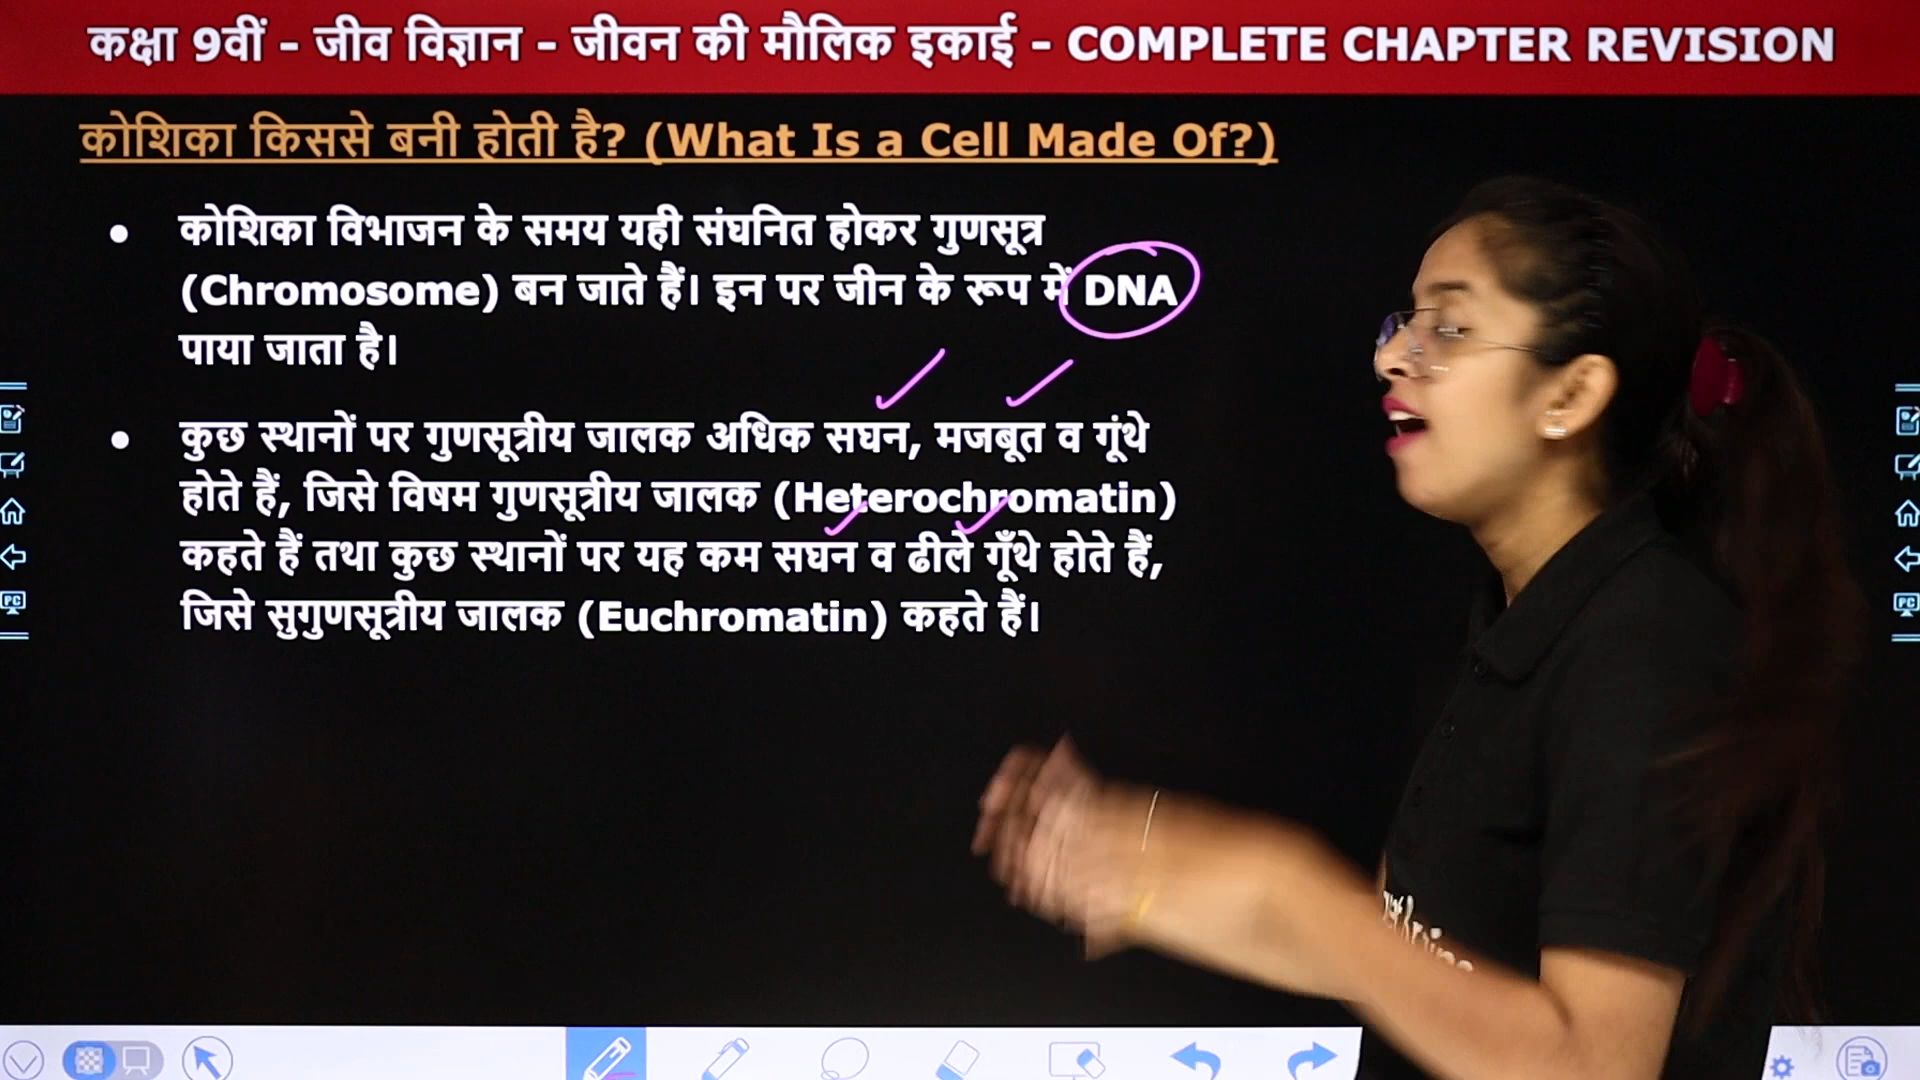 कक्षा 9वीं - जीव विज्ञान - जीवन की मौलिक इकाई - COMPLETE CHAPTER REVISION
कोशिका किससे बनी होती है? (What Is a Cell Made Of?)
• कोशिका विभाजन के समय यही संघनित होकर गुणसूत्र
(Chromosome) बन जाते हैं। इन पर जीन के रूप में DNA
पाया जाता है।
• कुछ स्थानों पर गुणसूत्रीय जालक अधिक सघन, मजबूत व गूंथे
होते हैं, जिसे विषम गुणसूत्रीय जालक (Heterochromatin)
कहते हैं तथा कुछ स्थानों पर यह कम सघन व ढीले गूँथे होते हैं,
जिसे सुगुणसूत्रीय जालक (Euchromatin) कहते हैं।
PC
PC